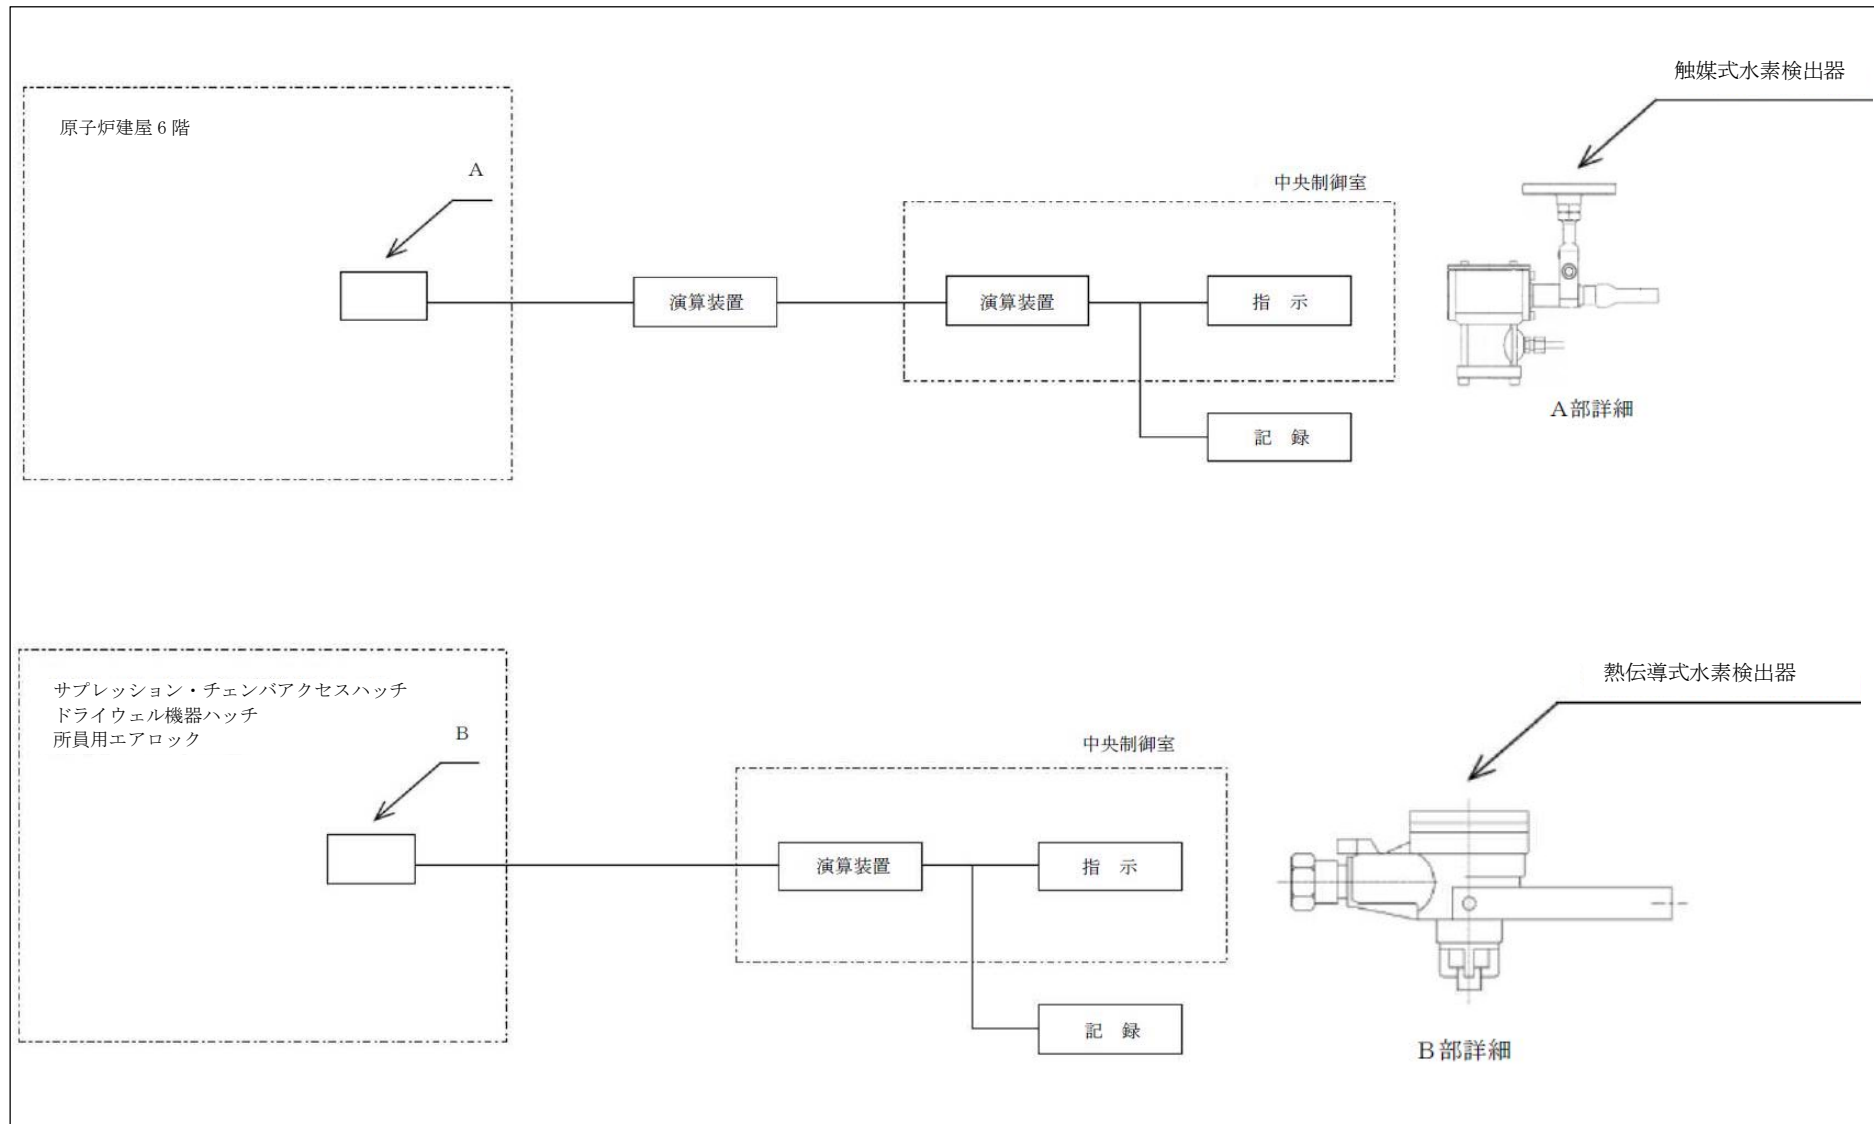 触媒式水素検出器
原子炉建屋6階
A
中央制御室
演算装置
演算装置
指 示
記 録
A部詳細
サプレッション・チェンバアクセスハッチ
ドライウェル機器ハッチ
所員用エアロック
B
中央制御室
熱伝導式水素検出器
演算装置
指 示
記 録
B部詳細